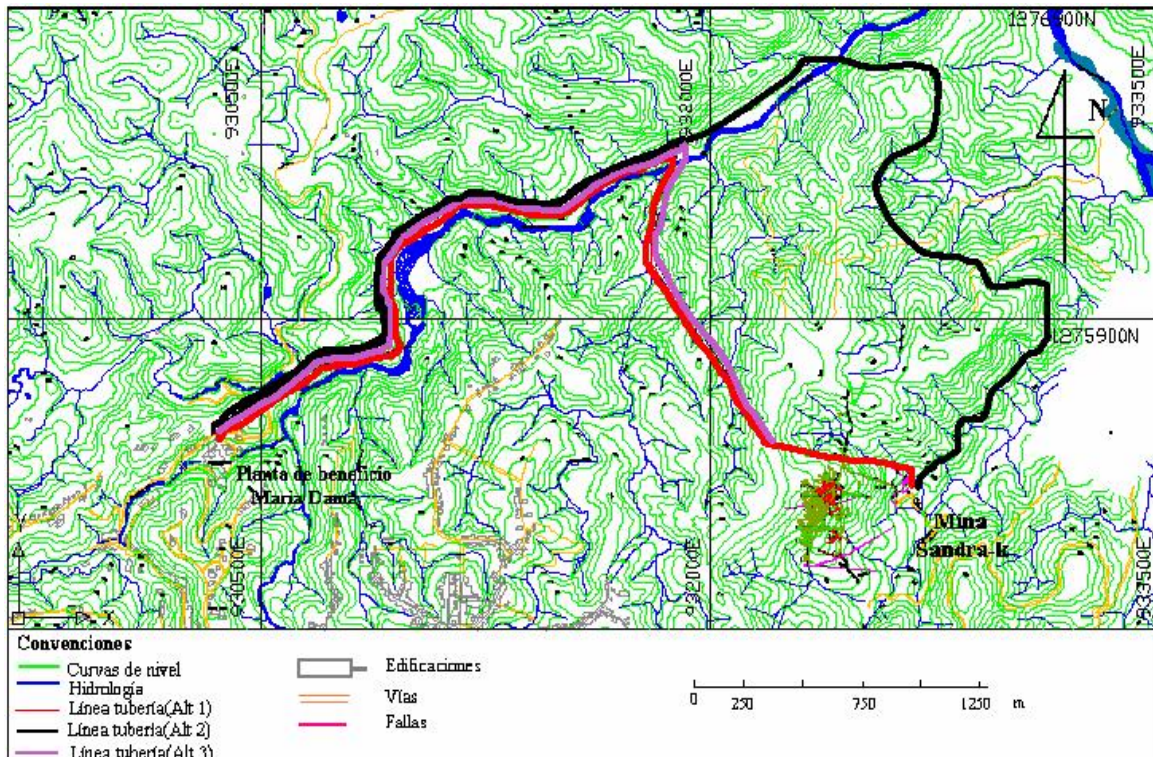 1276900N
930500E
932000E
933500E
N
1275900N
Planta de beneficio
María Dama
Mina
Sandra-k
930500E
932000E
933500E
X
Convenciones
Curvas de nivel
Hidrología
Línea tubería(Alt 1)
Línea tubería(Alt 2)
Línea tubería(Alt 3)
Edificaciones
Vías
Fallas
0 250 750 1250 m